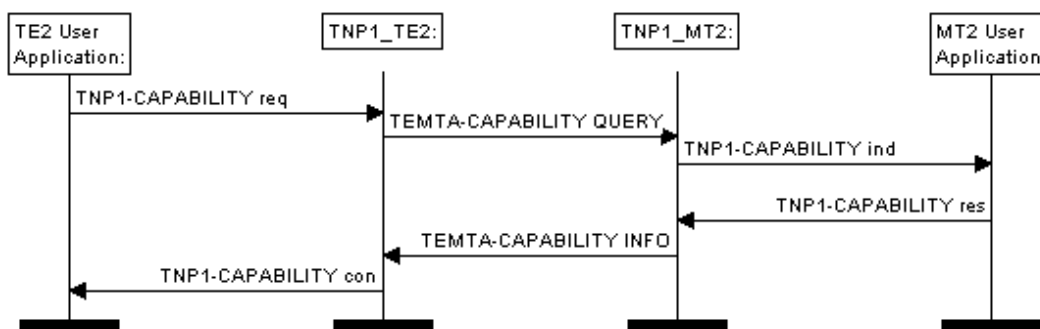 TE2 User
Application:
TNP1_TE2:
TNP1_MT2:
MT2 User
Application
TNP1-CAPABILITY req
TEMTA-CAPABILITY QUERY
TNP1-CAPABILITY ind
TNP1-CAPABILITY res
TEMTA-CAPABILITY INFO
TNP1-CAPABILITY con